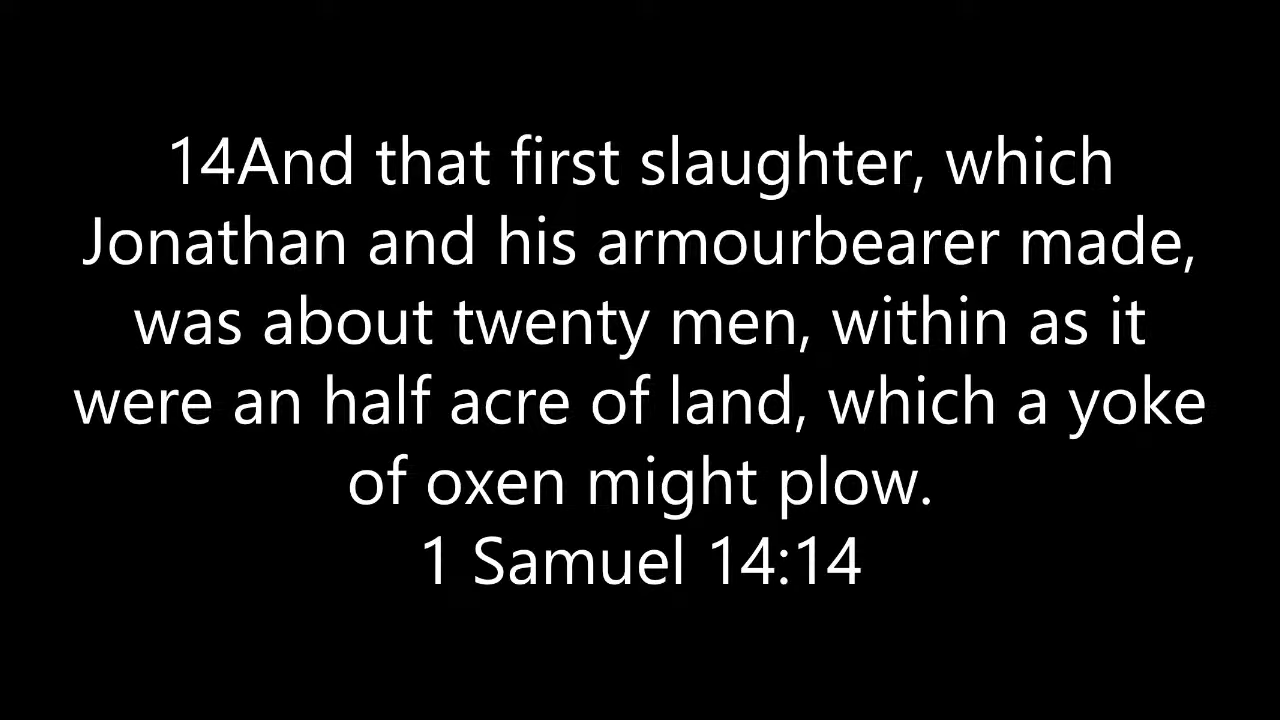 14And that first slaughter, which
Jonathan and his armourbearer made,
was about twenty men, within as it
were an half acre of land, which a yoke
of oxen might plow.
1 Samuel 14:14